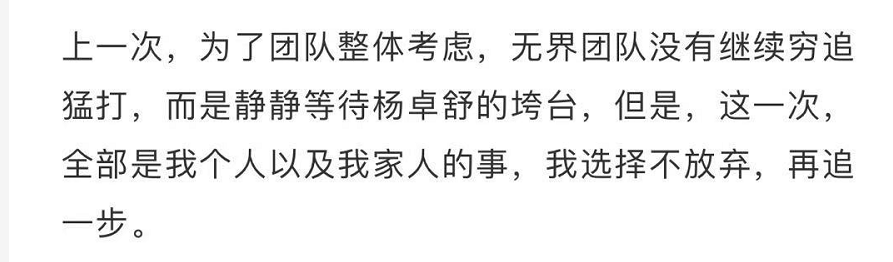 上一次，为了团队整体考虑，无界团队没有继续穷追
猛打，而是静静等待杨卓舒的垮台，但是，这一次，
全部是我个人以及我家人的事，我选择不放弃，再追
一步。